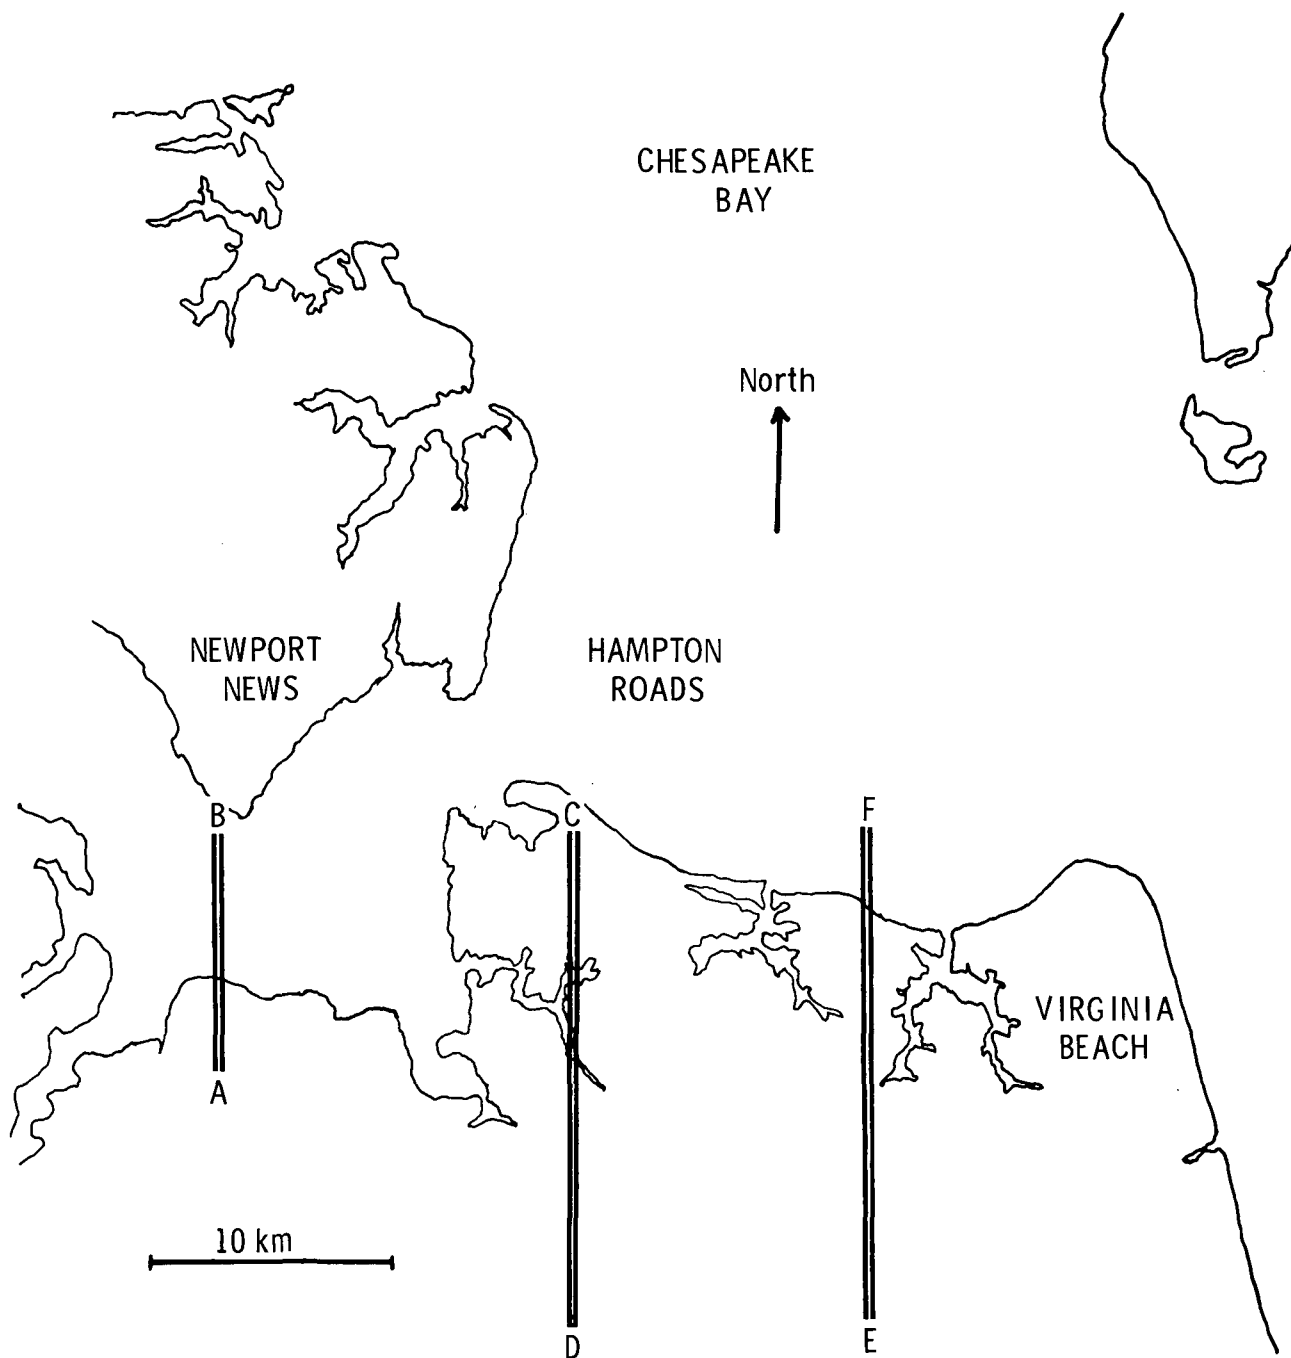 CHESAPEAKE
BAY
North
NEWPORT
NEWS
HAMPTON
ROADS
B
C
F
VIRGINIA
BEACH
A
10 km
D
E